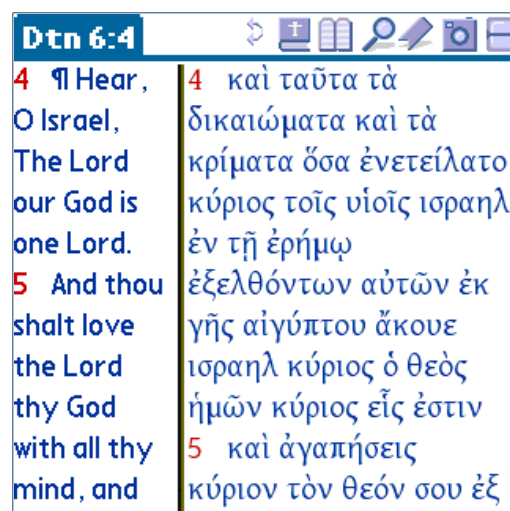 Dtn 6:4
4 ¶ Hear,
O Israel,
The Lord
our God is
one Lord.
5 And thou
shalt love
the Lord
thy God
with all thy
mind, and
4 καὶ ταῦτα τὰ
δικαιώματα καὶ τὰ
κρίματα ὅσα ἐνετείλατο
κύριος τοῖς υἱοῖς ισραηλ
ἐν τῇ ἐρήμῳ
ἐξελθόντων αὐτῶν ἐκ
γῆς αἰγύπτου ἄκουε
ισραηλ κύριος ὁ θεὸς
ἡμῶν κύριος εἷς ἐστιν
5 καὶ ἀγαπήσεις
κύριον τὸν θεόν σου ἐξ